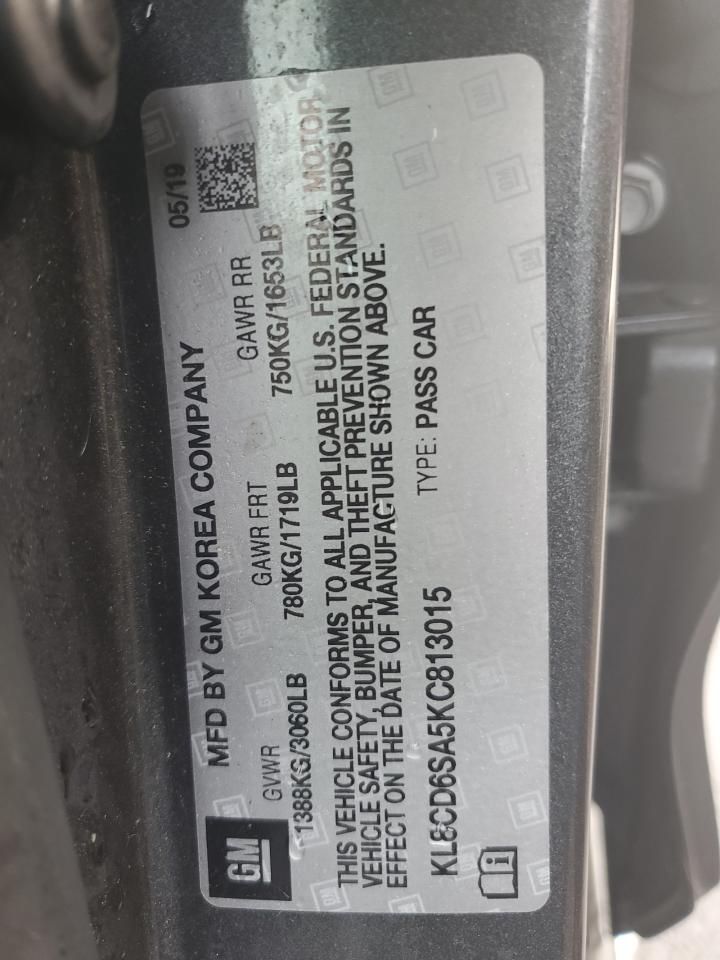 MFD BY GM KOREA COMPANY 05/19
GVWR GAWR FRT GAWR RR
1388KG/3060LB 780KG/1719LB 750KG/1653LB
THIS VEHICLE CONFORMS TO ALL APPLICABLE U.S. FEDERAL MOTOR
VEHICLE SAFETY, BUMPER, AND THEFT PREVENTION STANDARDS IN
EFFECT ON THE DATE OF MANUFACTURE SHOWN ABOVE.
KL8CD6SA5KC813015 TYPE: PASS CAR
GM